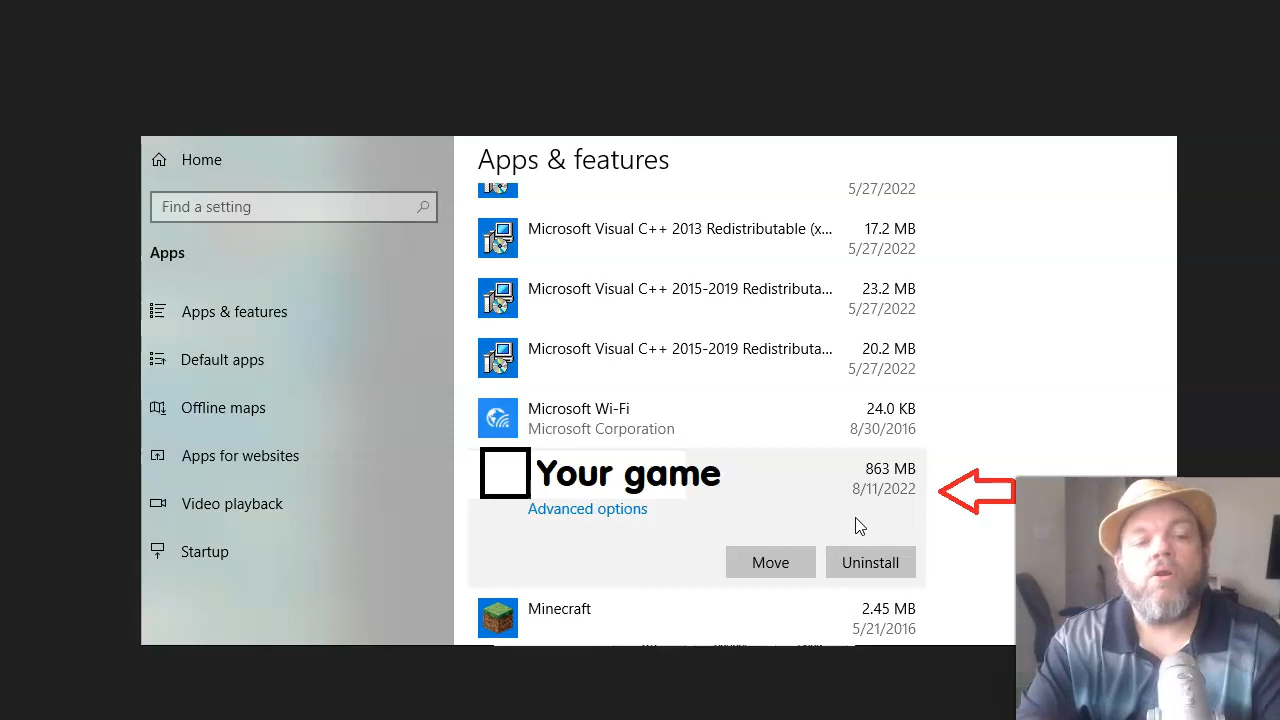 Home
Find a setting
Apps
Apps & features
Default apps
Offline maps
Apps for websites
Video playback
Startup
Apps & features
5/27/2022
Microsoft Visual C++ 2013 Redistributable (x... 17.2 MB
5/27/2022
Microsoft Visual C++ 2015-2019 Redistributa... 23.2 MB
5/27/2022
Microsoft Visual C++ 2015-2019 Redistributa... 20.2 MB
5/27/2022
Microsoft Wi-Fi 24.0 KB
Microsoft Corporation 8/30/2016
Your game 863 MB
8/11/2022
Advanced options
Move Uninstall
Minecraft 2.45 MB
5/21/2016